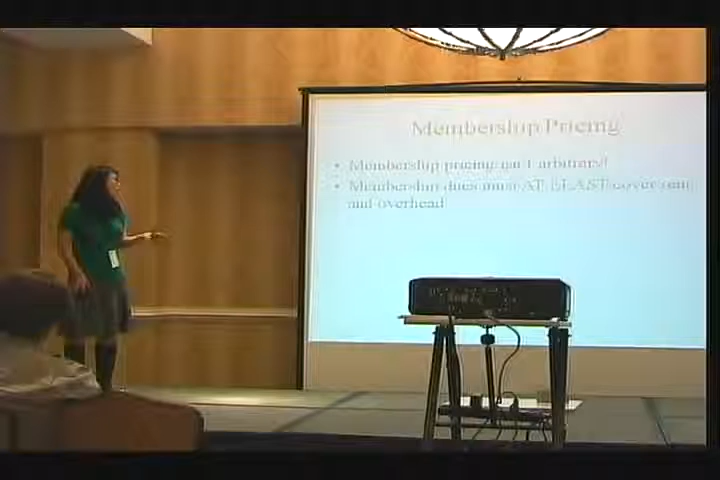 Membership Pricing
• Membership pricing isn't arbitrary!
• Membership dues must AT LEAST cover rent
and overhead